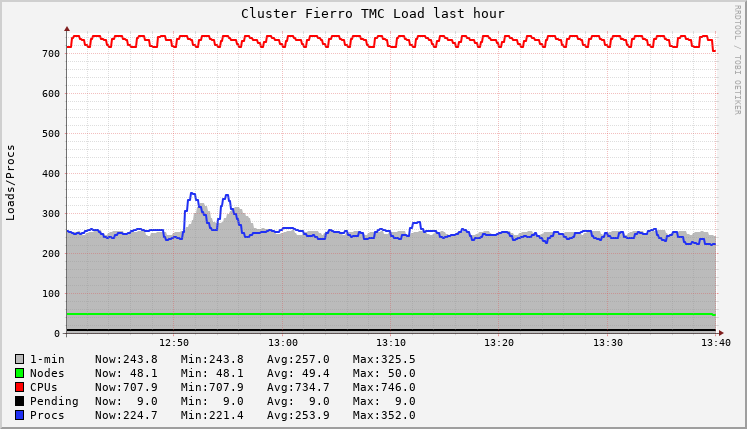 Cluster Fierro TMC Load last hour
RRDTOOL / TOBI OETIKER
Loads/Procs
700
600
500
400
300
200
100
0
12:50 13:00 13:10 13:20 13:30 13:40
1-min Now:243.8 Min:243.8 Avg:257.0 Max:325.5
Nodes Now: 48.1 Min: 48.1 Avg: 49.4 Max: 50.0
CPUs Now:707.9 Min:707.9 Avg:734.7 Max:746.0
Pending Now: 9.0 Min: 9.0 Avg: 9.0 Max: 9.0
Procs Now:224.7 Min:221.4 Avg:253.9 Max:352.0